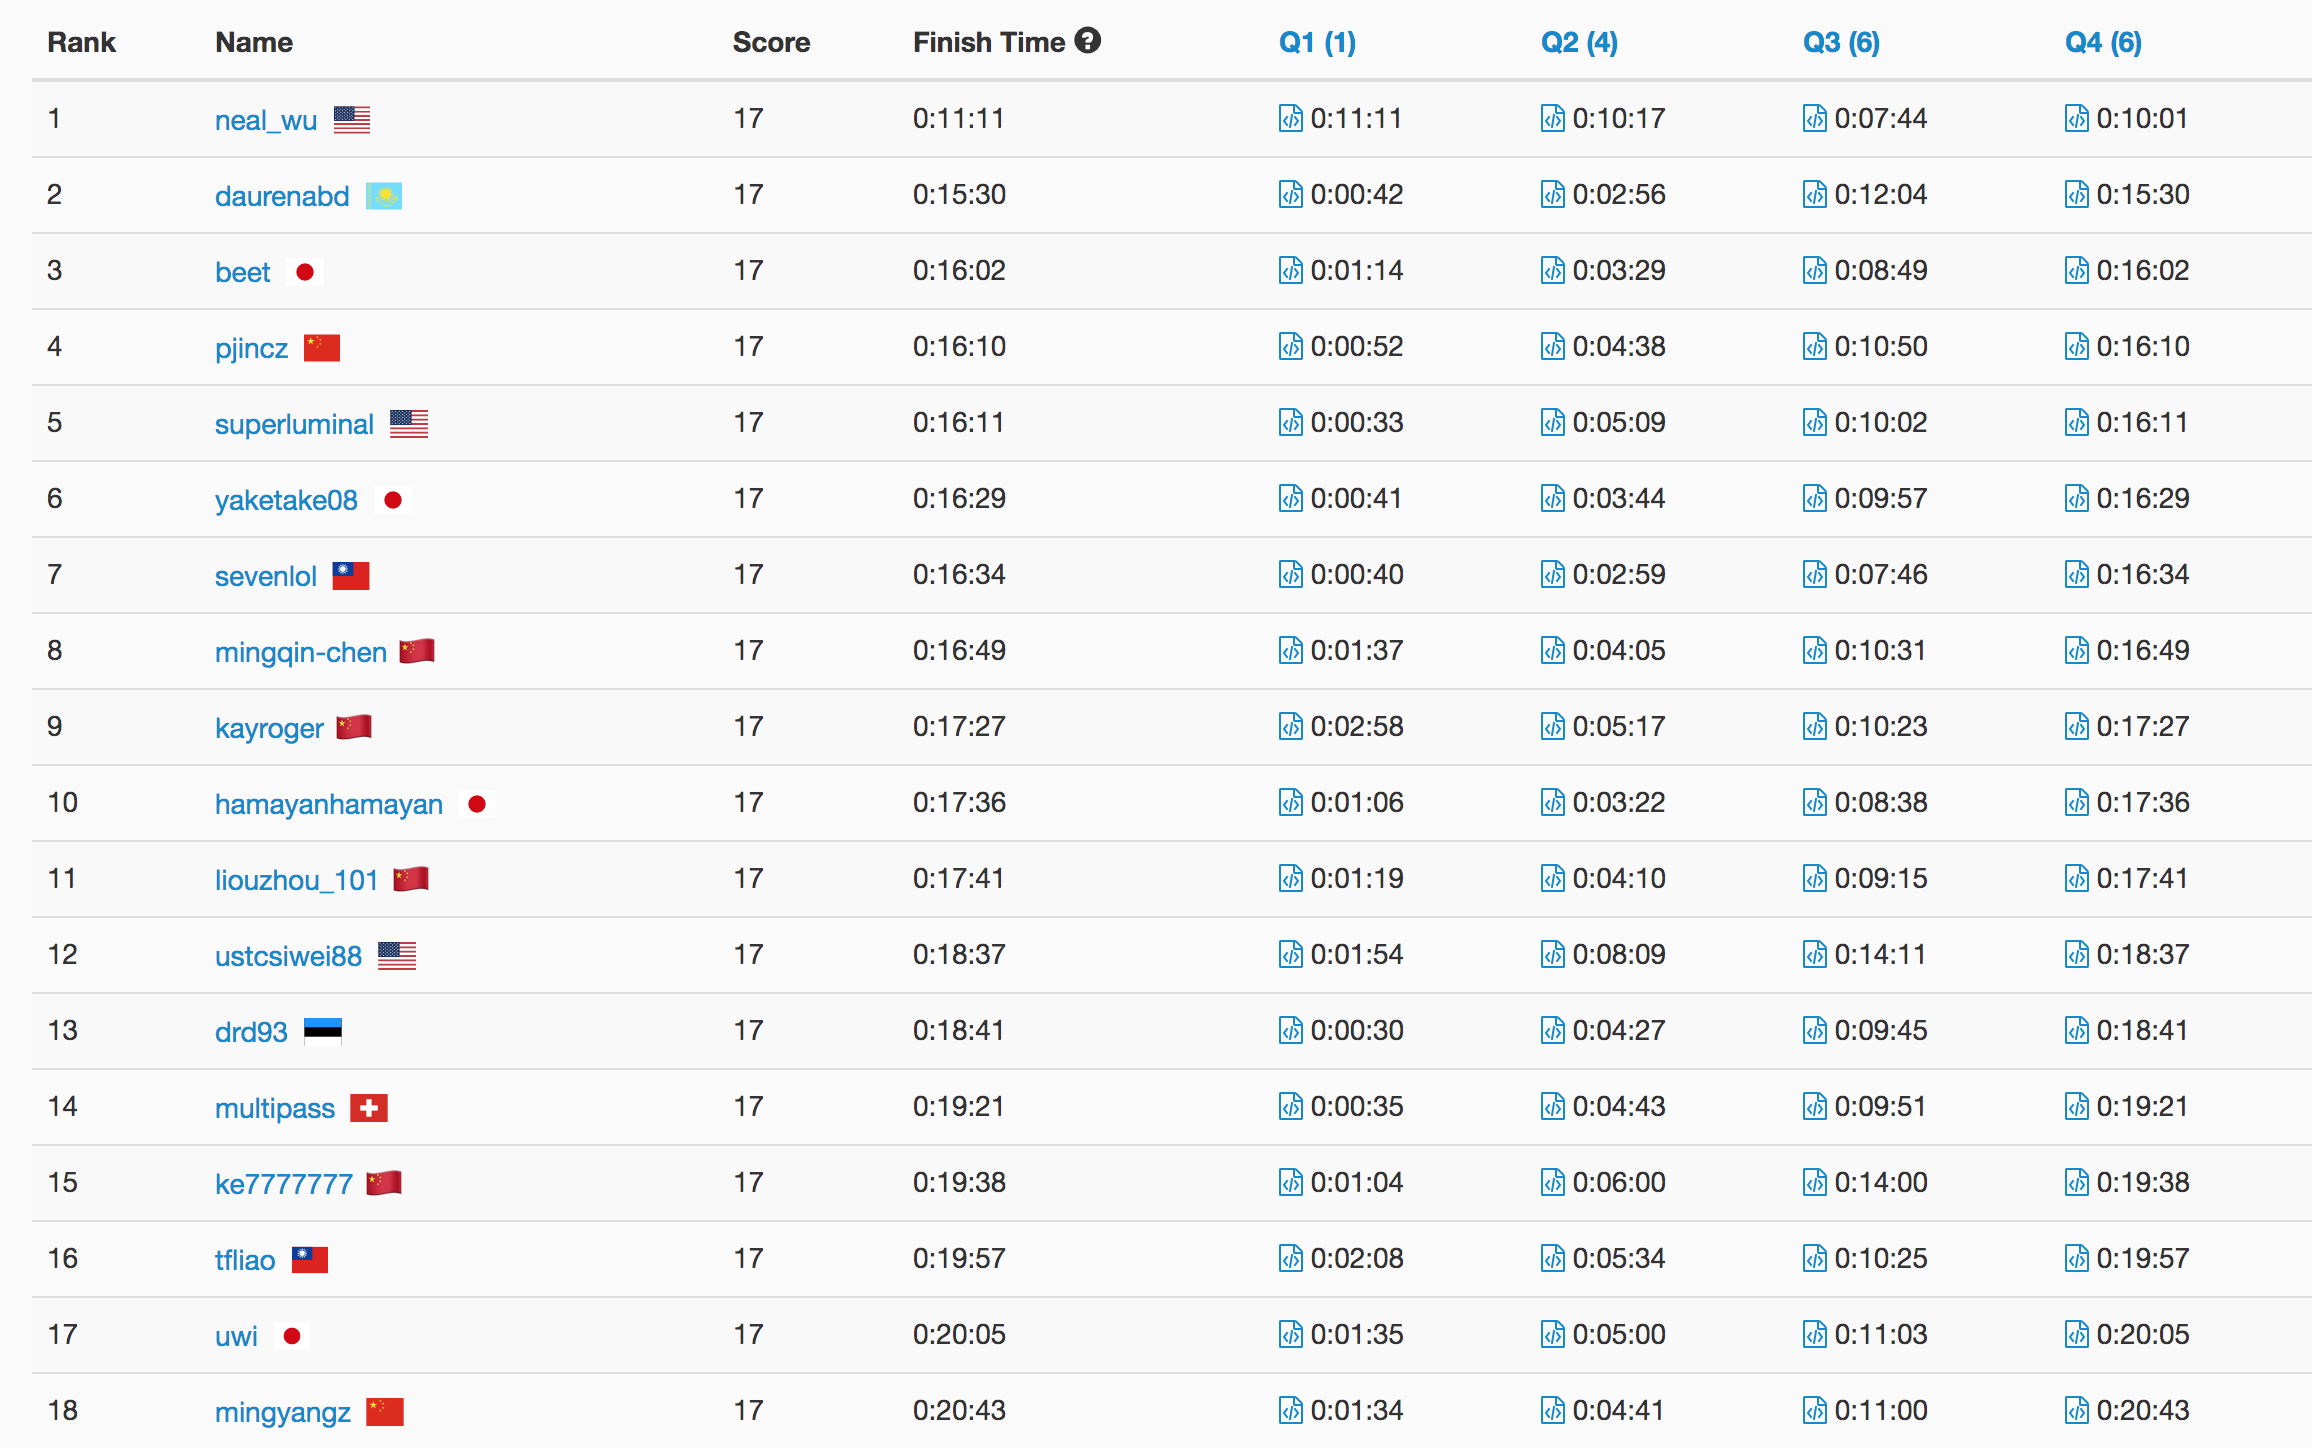 Rank Name Score Finish Time ? Q1 (1) Q2 (4) Q3 (6) Q4 (6)
1 neal_wu 17 0:11:11 0:11:11 0:10:17 0:07:44 0:10:01
2 daurenabd 17 0:15:30 0:00:42 0:02:56 0:12:04 0:15:30
3 beet 17 0:16:02 0:01:14 0:03:29 0:08:49 0:16:02
4 pjincz 17 0:16:10 0:00:52 0:04:38 0:10:50 0:16:10
5 superluminal 17 0:16:11 0:00:33 0:05:09 0:10:02 0:16:11
6 yaketake08 17 0:16:29 0:00:41 0:03:44 0:09:57 0:16:29
7 sevenlol 17 0:16:34 0:00:40 0:02:59 0:07:46 0:16:34
8 mingqin-chen 17 0:16:49 0:01:37 0:04:05 0:10:31 0:16:49
9 kayroger 17 0:17:27 0:02:58 0:05:17 0:10:23 0:17:27
10 hamayanhamayan 17 0:17:36 0:01:06 0:03:22 0:08:38 0:17:36
11 liouzhou_101 17 0:17:41 0:01:19 0:04:10 0:09:15 0:17:41
12 ustcsiwei88 17 0:18:37 0:01:54 0:08:09 0:14:11 0:18:37
13 drd93 17 0:18:41 0:00:30 0:04:27 0:09:45 0:18:41
14 multipass 17 0:19:21 0:00:35 0:04:43 0:09:51 0:19:21
15 ke7777777 17 0:19:38 0:01:04 0:06:00 0:14:00 0:19:38
16 tfliao 17 0:19:57 0:02:08 0:05:34 0:10:25 0:19:57
17 uwi 17 0:20:05 0:01:35 0:05:00 0:11:03 0:20:05
18 mingyangz 17 0:20:43 0:01:34 0:04:41 0:11:00 0:20:43